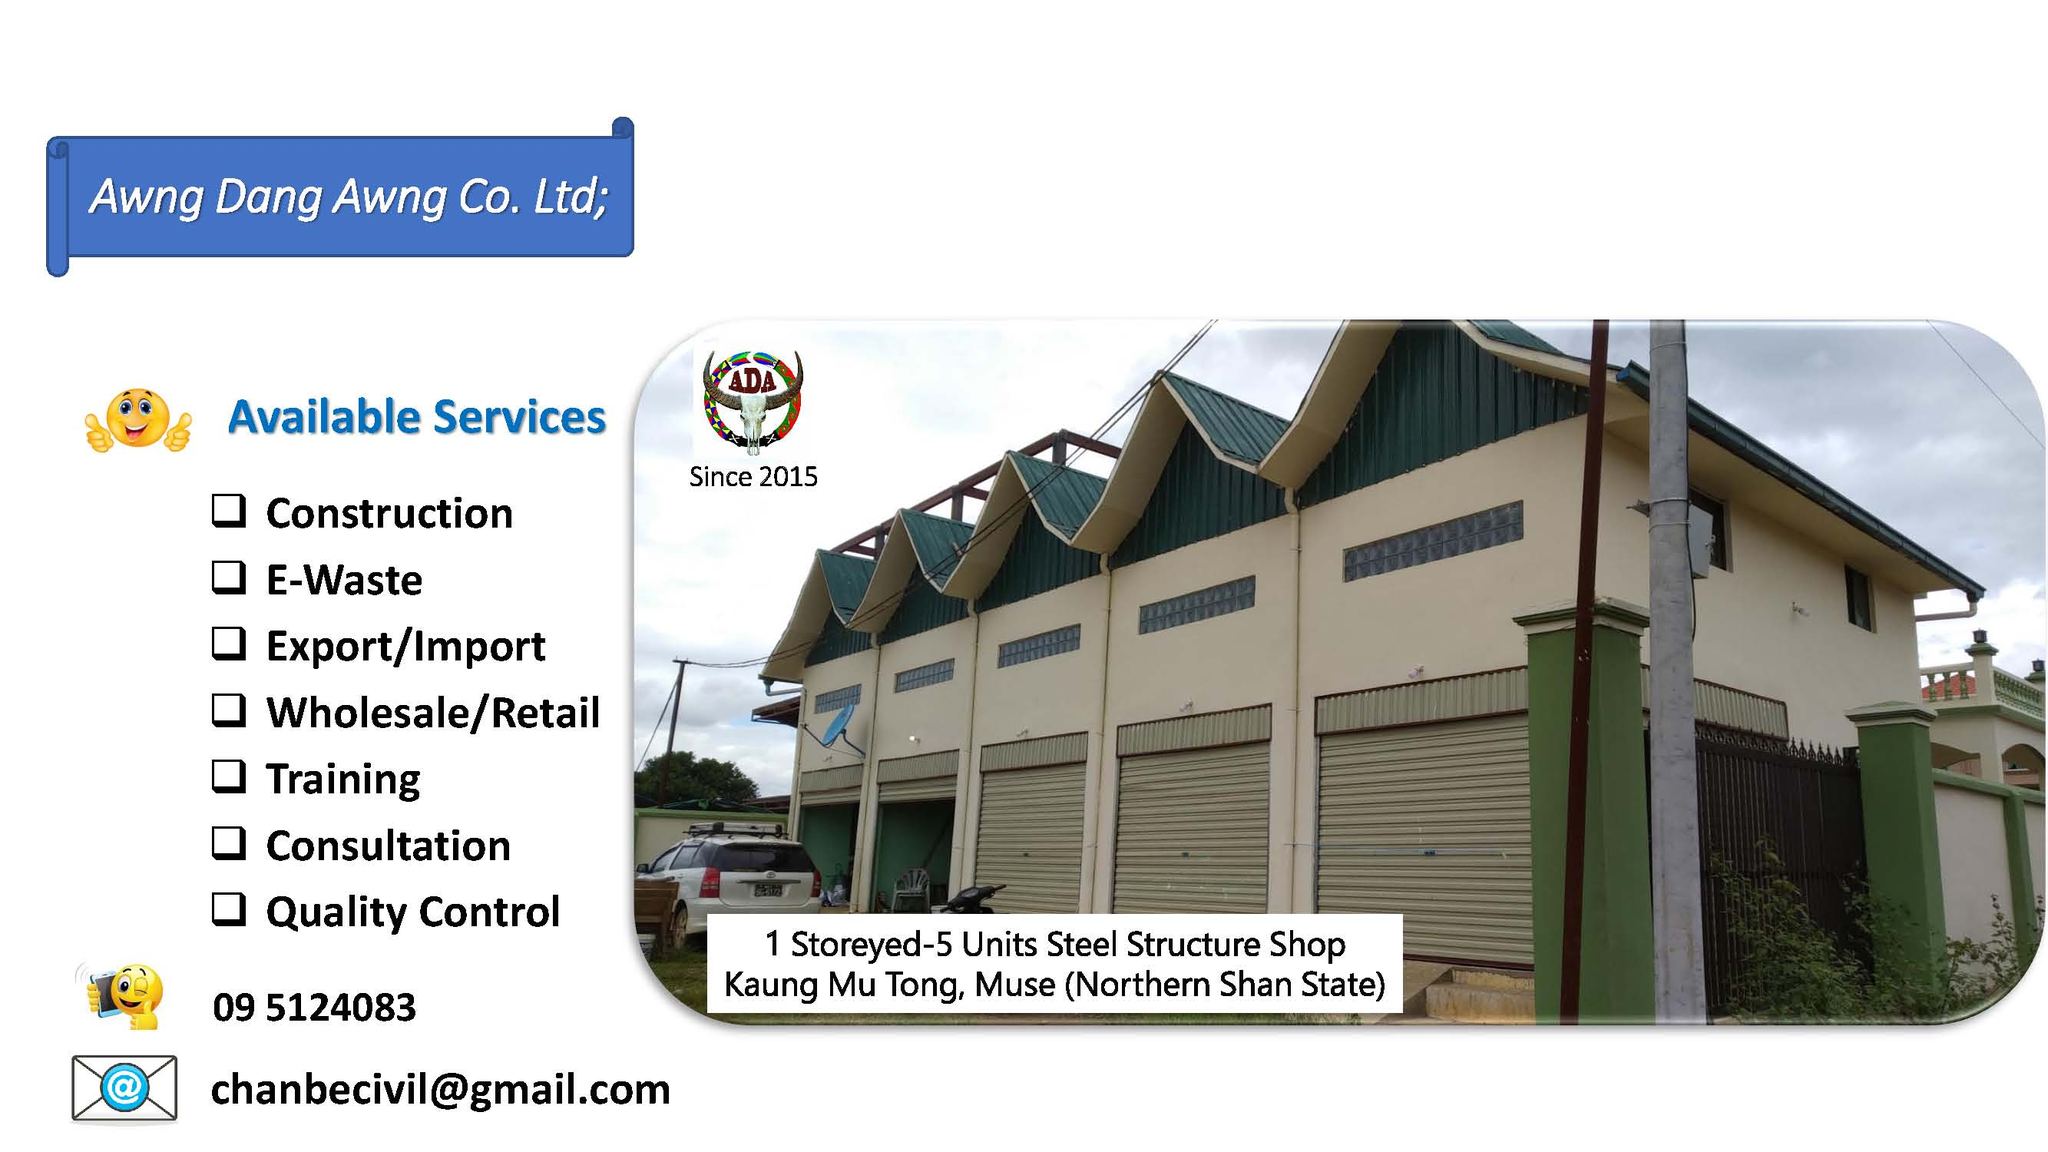 Awng Dang Awng Co. Ltd;
Available Services
Construction
E-Waste
Export/Import
Wholesale/Retail
Training
Consultation
Quality Control
09 5124083
chanbecivil@gmail.com
ADA
Since 2015
1 Storeyed-5 Units Steel Structure Shop
Kaung Mu Tong, Muse (Northern Shan State)